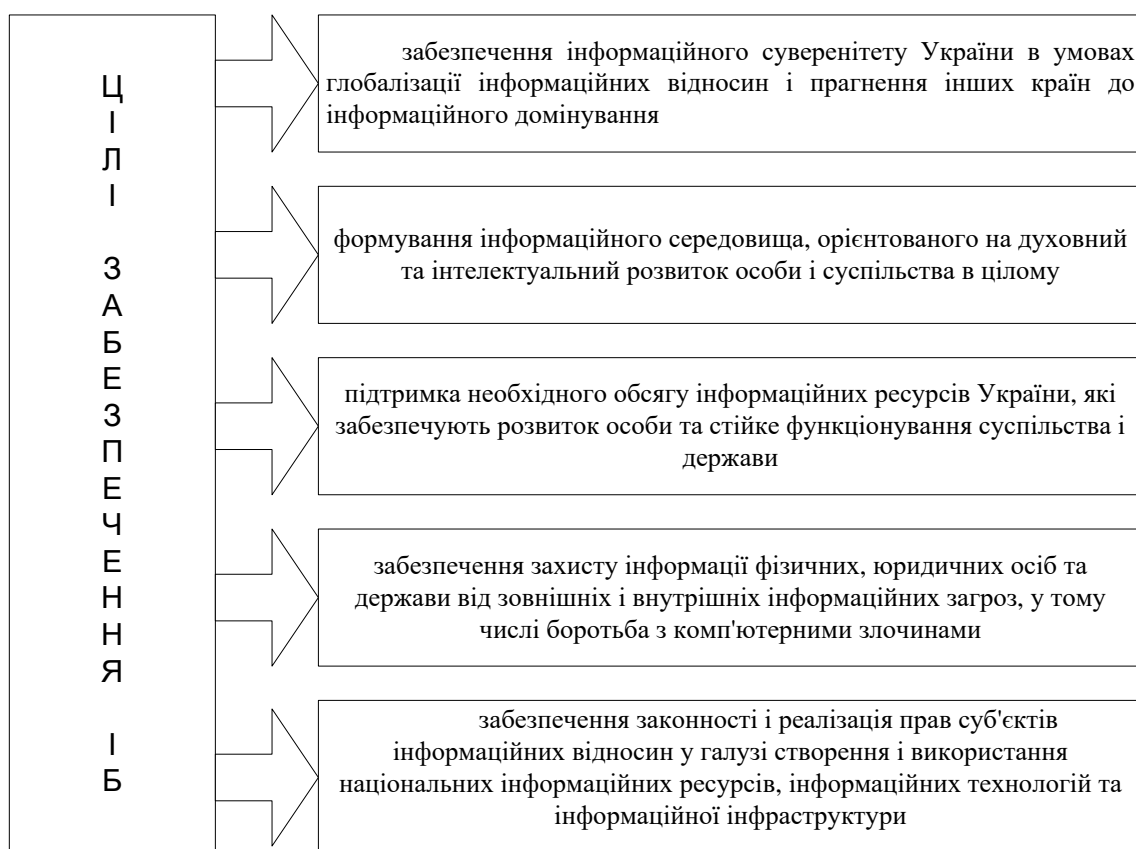 ЦІЛІ ЗАБЕЗПЕЧЕННЯ ІБ
забезпечення інформаційного суверенітету України в умовах
глобалізації інформаційних відносин і прагнення інших країн до
інформаційного домінування
формування інформаційного середовища, орієнтованого на духовний
та інтелектуальний розвиток особи і суспільства в цілому
підтримка необхідного обсягу інформаційних ресурсів України, які
забезпечують розвиток особи та стійке функціонування суспільства і
держави
забезпечення захисту інформації фізичних, юридичних осіб та
держави від зовнішніх і внутрішніх інформаційних загроз, у тому
числі боротьба з комп'ютерними злочинами
забезпечення законності і реалізація прав суб'єктів
інформаційних відносин у галузі створення і використання
національних інформаційних ресурсів, інформаційних технологій та
інформаційної інфраструктури